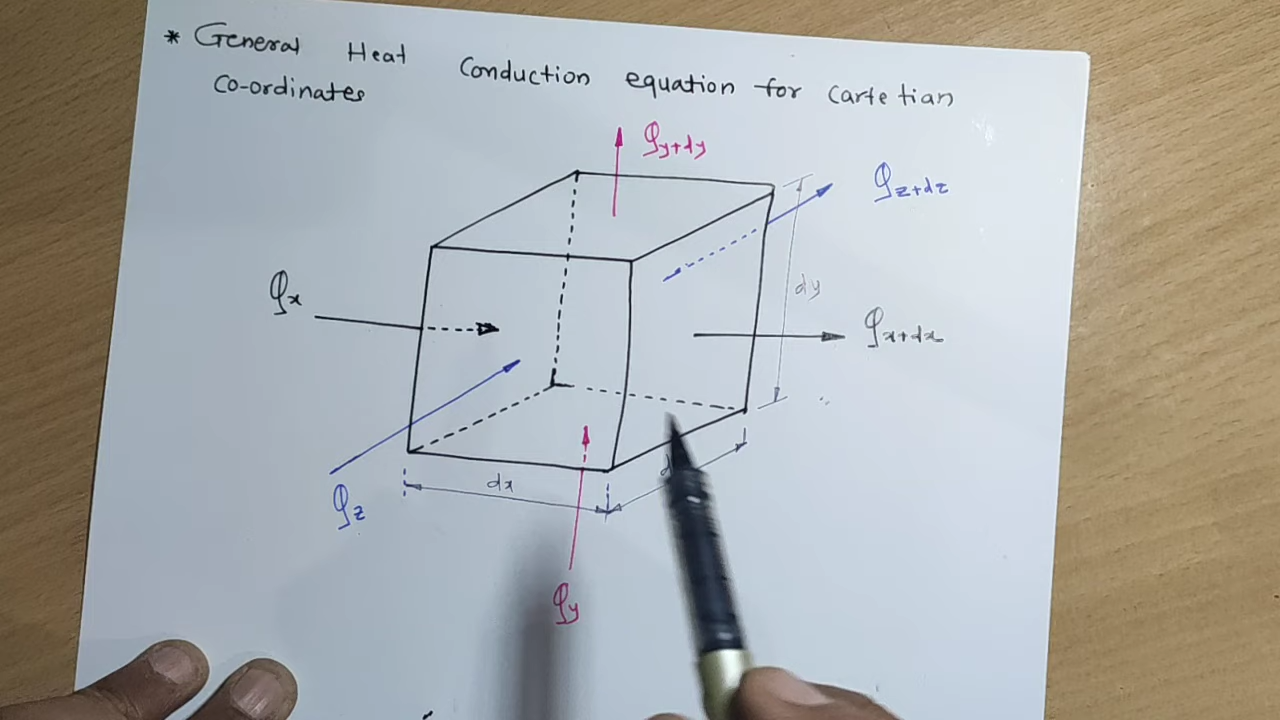 * General Heat Conduction equation for cartetian
co-ordinates
Qy+dy
Qz+dz
dy
Qx
Qx+dx
dx
Qz
Qy